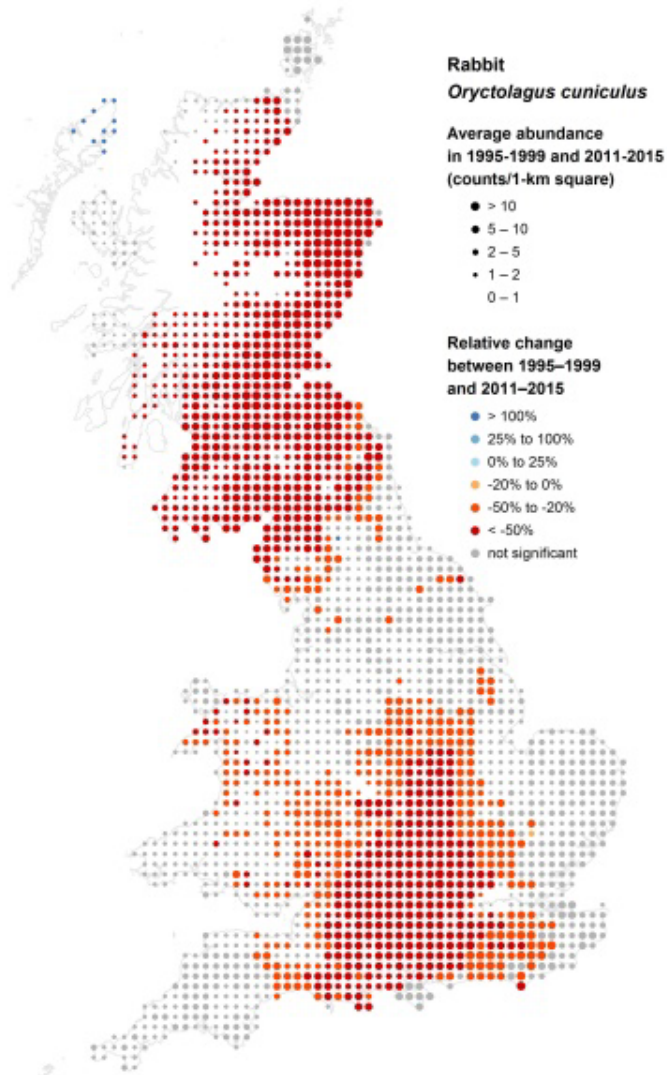 Rabbit
Oryctolagus cuniculus
Average abundance
in 1995-1999 and 2011-2015
(counts/1-km square)
> 10
5 – 10
2 – 5
1 – 2
0 – 1
Relative change
between 1995–1999
and 2011–2015
> 100%
25% to 100%
0% to 25%
-20% to 0%
-50% to -20%
< -50%
not significant